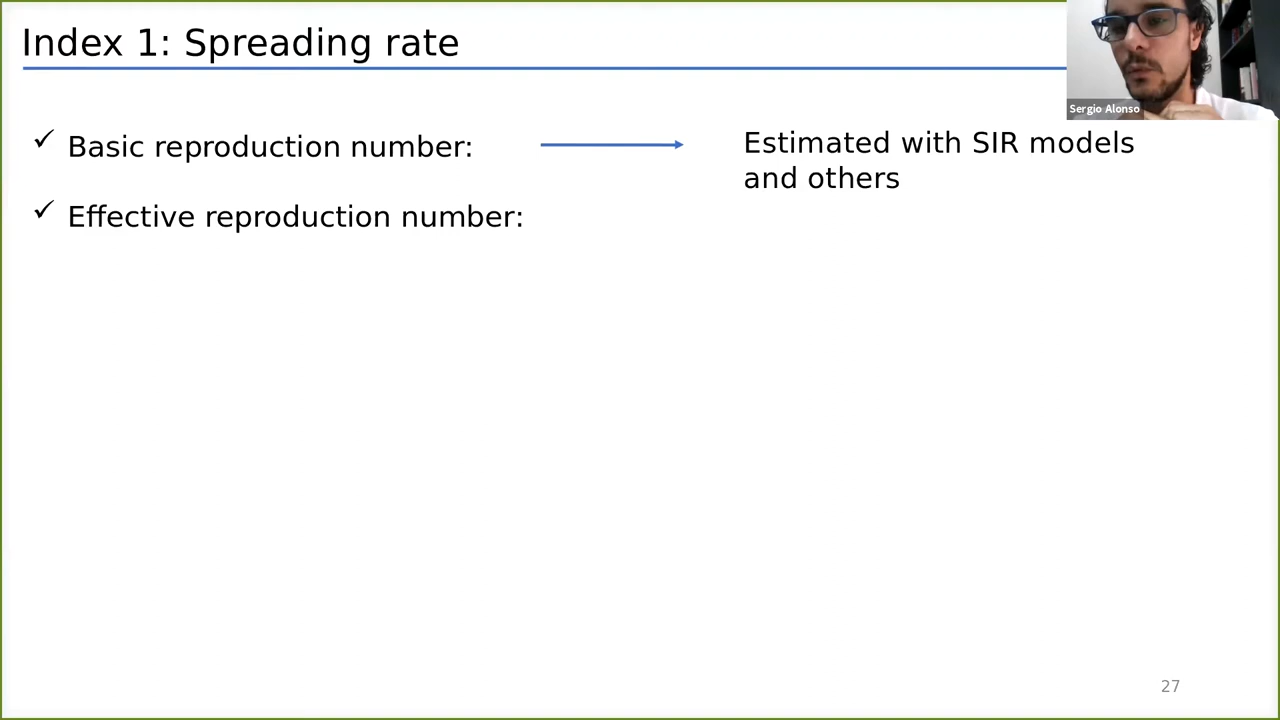 Index 1: Spreading rate
Sergio Alonso
✓ Basic reproduction number:
Estimated with SIR models
and others
✓ Effective reproduction number:
27